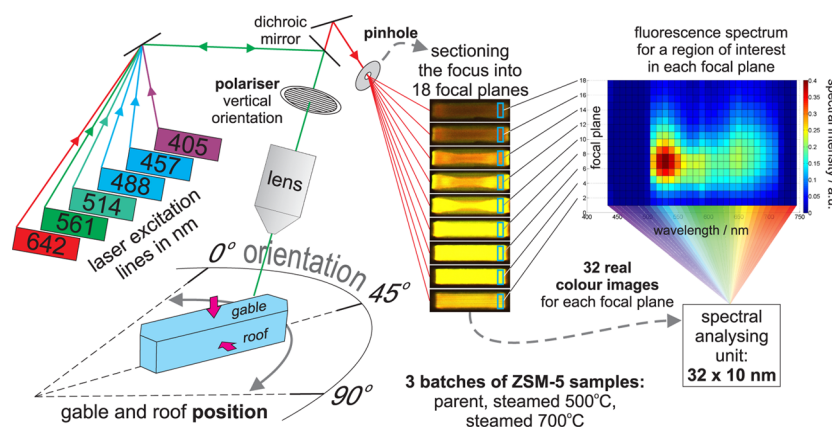 dichroic
mirror
pinhole
sectioning
the focus into
18 focal planes
fluorescence spectrum
for a region of interest
in each focal plane
polariser
vertical
orientation
405
457
488
514
561
642
laser excitation
lines in nm
lens
18
16
14
12
10
8
6
4
2
0
focal plane
400
450
550
750
wavelength / nm
0.4
0.35
0.3
0.25
0.2
0.15
0.1
0.05
0
spectral intensity / a.u.
0° orientation
45°
90°
gable
roof
gable and roof position
32 real
colour images
for each focal plane
spectral
analysing
unit:
32 x 10 nm
3 batches of ZSM-5 samples:
parent, steamed 500°C,
steamed 700°C